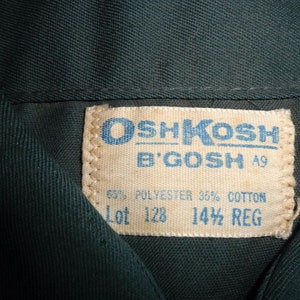 OSHKOSH
B'GOSH A9
65% POLYESTER 35% COTTON
Lot 128 14½ REG